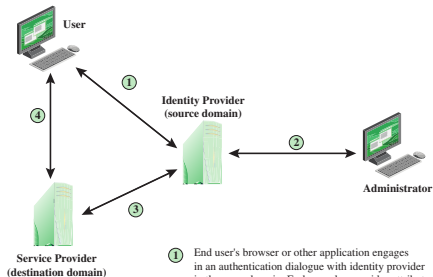 User
1
Identity Provider
(source domain)
4
2
Administrator
3
Service Provider
(destination domain)
1 End user's browser or other application engages
in an authentication dialogue with identity provider